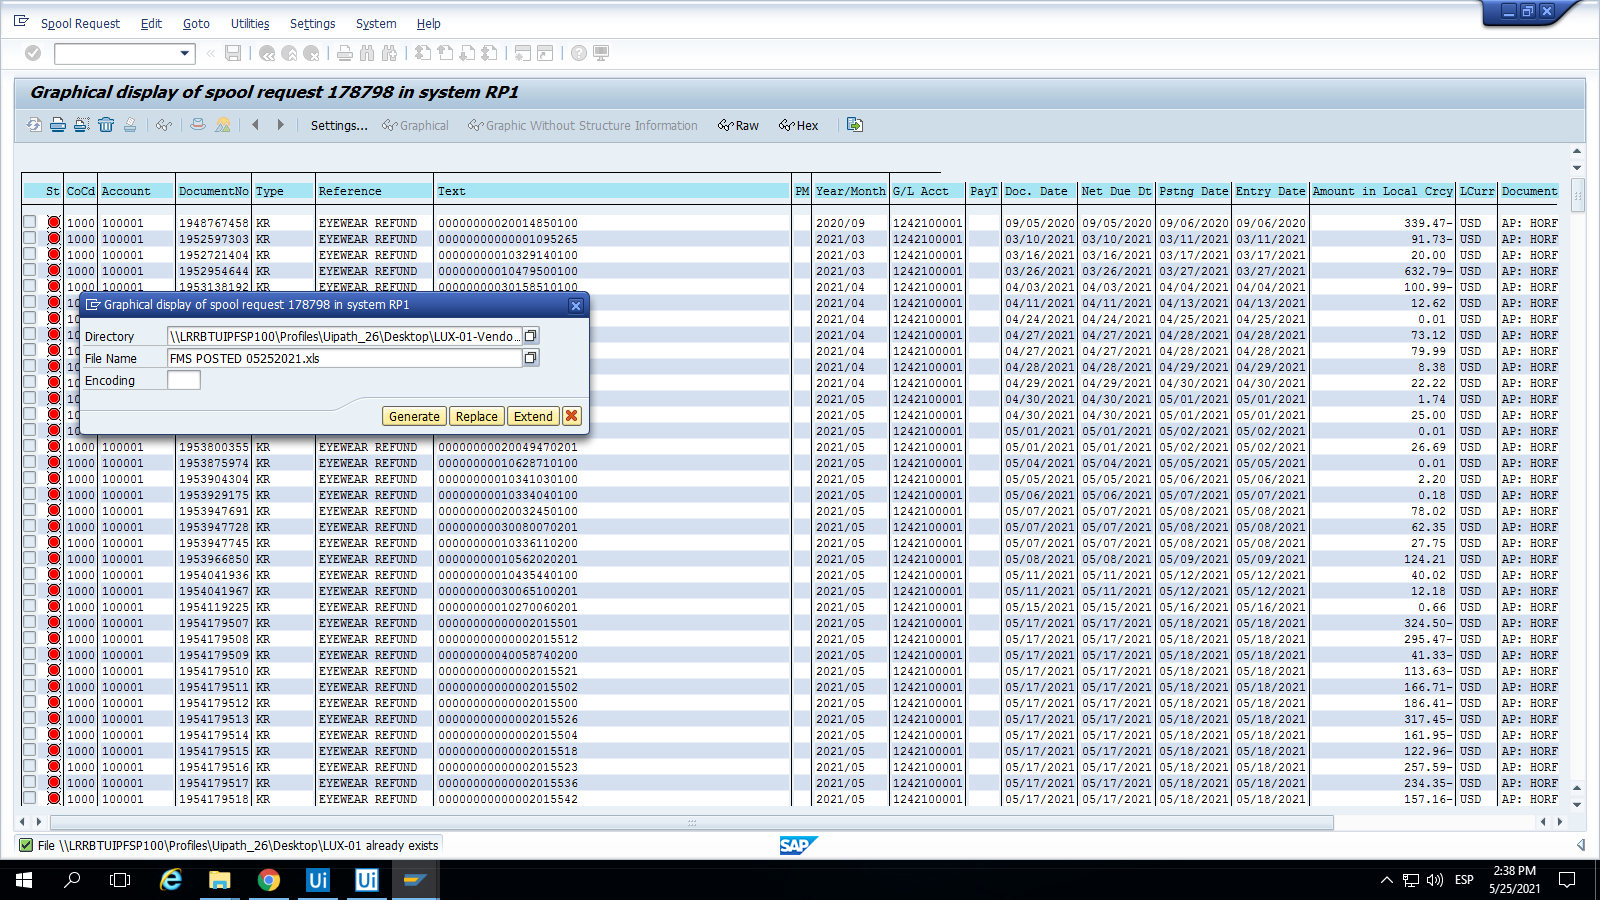 Spool Request Edit Goto Utilities Settings System Help
Graphical display of spool request 178798 in system RP1
Settings... Graphical Graphic Without Structure Information Raw Hex
St CoCd Account DocumentNo Type Reference Text PM Year/Month G/L Acct PayT Doc. Date Net Due Dt Pstng Date Entry Date Amount in Local Crcy LCurr Document
1000 100001 1948767458 KR EYEWEAR REFUND 00000000020014850100 2020/09 1242100001 09/05/2020 09/05/2020 09/06/2020 09/06/2020 339.47- USD AP: HORF
1000 100001 1952597303 KR EYEWEAR REFUND 00000000000001095265 2021/03 1242100001 03/10/2021 03/10/2021 03/11/2021 03/11/2021 91.73- USD AP: HORF
1000 100001 1952721404 KR EYEWEAR REFUND 00000000010329140100 2021/03 1242100001 03/16/2021 03/16/2021 03/17/2021 03/17/2021 20.00 USD AP: HORF
1000 100001 1952954644 KR EYEWEAR REFUND 00000000010479500100 2021/03 1242100001 03/26/2021 03/26/2021 03/27/2021 03/27/2021 632.79- USD AP: HORF
1000 100001 1953138192 KR EYEWEAR REFUND 00000000030158510100 2021/04 1242100001 04/03/2021 04/03/2021 04/04/2021 04/04/2021 100.99- USD AP: HORF
2021/04 1242100001 04/11/2021 04/11/2021 04/13/2021 04/13/2021 12.62 USD AP: HORF
2021/04 1242100001 04/24/2021 04/24/2021 04/25/2021 04/25/2021 0.01 USD AP: HORF
2021/04 1242100001 04/27/2021 04/27/2021 04/28/2021 04/28/2021 73.12 USD AP: HORF
2021/04 1242100001 04/27/2021 04/27/2021 04/28/2021 04/28/2021 79.99 USD AP: HORF
2021/04 1242100001 04/28/2021 04/28/2021 04/29/2021 04/29/2021 8.38 USD AP: HORF
2021/04 1242100001 04/29/2021 04/29/2021 04/30/2021 04/30/2021 22.22 USD AP: HORF
2021/05 1242100001 04/30/2021 04/30/2021 05/01/2021 05/01/2021 1.74 USD AP: HORF
2021/05 1242100001 04/30/2021 04/30/2021 05/01/2021 05/01/2021 25.00 USD AP: HORF
2021/05 1242100001 05/01/2021 05/01/2021 05/02/2021 05/02/2021 0.01 USD AP: HORF
Graphical display of spool request 178798 in system RP1
Directory \\LRRBTUIPFSP100\Profiles\Uipath_26\Desktop\LUX-01-Vendo...
File Name FMS POSTED 05252021.xls
Encoding
Generate Replace Extend
1000 100001 1953800355 KR EYEWEAR REFUND 00000000020049470201 2021/05 1242100001 05/01/2021 05/01/2021 05/02/2021 05/02/2021 26.69 USD AP: HORF
1000 100001 1953875974 KR EYEWEAR REFUND 00000000010628710100 2021/05 1242100001 05/04/2021 05/04/2021 05/05/2021 05/05/2021 0.01 USD AP: HORF
1000 100001 1953904304 KR EYEWEAR REFUND 00000000010341030100 2021/05 1242100001 05/05/2021 05/05/2021 05/06/2021 05/06/2021 2.20 USD AP: HORF
1000 100001 1953929175 KR EYEWEAR REFUND 00000000010334040100 2021/05 1242100001 05/06/2021 05/06/2021 05/07/2021 05/07/2021 0.18 USD AP: HORF
1000 100001 1953947691 KR EYEWEAR REFUND 00000000020032450100 2021/05 1242100001 05/07/2021 05/07/2021 05/08/2021 05/08/2021 78.02 USD AP: HORF
1000 100001 1953947728 KR EYEWEAR REFUND 00000000030080070201 2021/05 1242100001 05/07/2021 05/07/2021 05/08/2021 05/08/2021 62.35 USD AP: HORF
1000 100001 1953947745 KR EYEWEAR REFUND 00000000010336110200 2021/05 1242100001 05/07/2021 05/07/2021 05/08/2021 05/08/2021 27.75 USD AP: HORF
1000 100001 1953966850 KR EYEWEAR REFUND 00000000010562020201 2021/05 1242100001 05/08/2021 05/08/2021 05/09/2021 05/09/2021 124.21 USD AP: HORF
1000 100001 1954041936 KR EYEWEAR REFUND 00000000010435440100 2021/05 1242100001 05/11/2021 05/11/2021 05/12/2021 05/12/2021 40.02 USD AP: HORF
1000 100001 1954041967 KR EYEWEAR REFUND 00000000030065100201 2021/05 1242100001 05/11/2021 05/11/2021 05/12/2021 05/12/2021 12.18 USD AP: HORF
1000 100001 1954119225 KR EYEWEAR REFUND 00000000010270060201 2021/05 1242100001 05/15/2021 05/15/2021 05/16/2021 05/16/2021 0.66 USD AP: HORF
1000 100001 1954179507 KR EYEWEAR REFUND 00000000000002015501 2021/05 1242100001 05/17/2021 05/17/2021 05/18/2021 05/18/2021 324.50- USD AP: HORF
1000 100001 1954179508 KR EYEWEAR REFUND 00000000000002015512 2021/05 1242100001 05/17/2021 05/17/2021 05/18/2021 05/18/2021 295.47- USD AP: HORF
1000 100001 1954179509 KR EYEWEAR REFUND 00000000040058740200 2021/05 1242100001 05/17/2021 05/17/2021 05/18/2021 05/18/2021 41.33- USD AP: HORF
1000 100001 1954179510 KR EYEWEAR REFUND 00000000000002015521 2021/05 1242100001 05/17/2021 05/17/2021 05/18/2021 05/18/2021 113.63- USD AP: HORF
1000 100001 1954179511 KR EYEWEAR REFUND 00000000000002015502 2021/05 1242100001 05/17/2021 05/17/2021 05/18/2021 05/18/2021 166.71- USD AP: HORF
1000 100001 1954179512 KR EYEWEAR REFUND 00000000000002015500 2021/05 1242100001 05/17/2021 05/17/2021 05/18/2021 05/18/2021 186.41- USD AP: HORF
1000 100001 1954179513 KR EYEWEAR REFUND 00000000000002015526 2021/05 1242100001 05/17/2021 05/17/2021 05/18/2021 05/18/2021 317.45- USD AP: HORF
1000 100001 1954179514 KR EYEWEAR REFUND 00000000000002015504 2021/05 1242100001 05/17/2021 05/17/2021 05/18/2021 05/18/2021 161.95- USD AP: HORF
1000 100001 1954179515 KR EYEWEAR REFUND 00000000000002015518 2021/05 1242100001 05/17/2021 05/17/2021 05/18/2021 05/18/2021 122.96- USD AP: HORF
1000 100001 1954179516 KR EYEWEAR REFUND 00000000000002015523 2021/05 1242100001 05/17/2021 05/17/2021 05/18/2021 05/18/2021 257.59- USD AP: HORF
1000 100001 1954179517 KR EYEWEAR REFUND 00000000000002015536 2021/05 1242100001 05/17/2021 05/17/2021 05/18/2021 05/18/2021 234.35- USD AP: HORF
1000 100001 1954179518 KR EYEWEAR REFUND 00000000000002015542 2021/05 1242100001 05/17/2021 05/17/2021 05/18/2021 05/18/2021 157.16- USD AP: HORF
File \\LRRBTUIPFSP100\Profiles\Uipath_26\Desktop\LUX-01 already exists
SAP
Ui Ui ESP 2:38 PM
5/25/2021